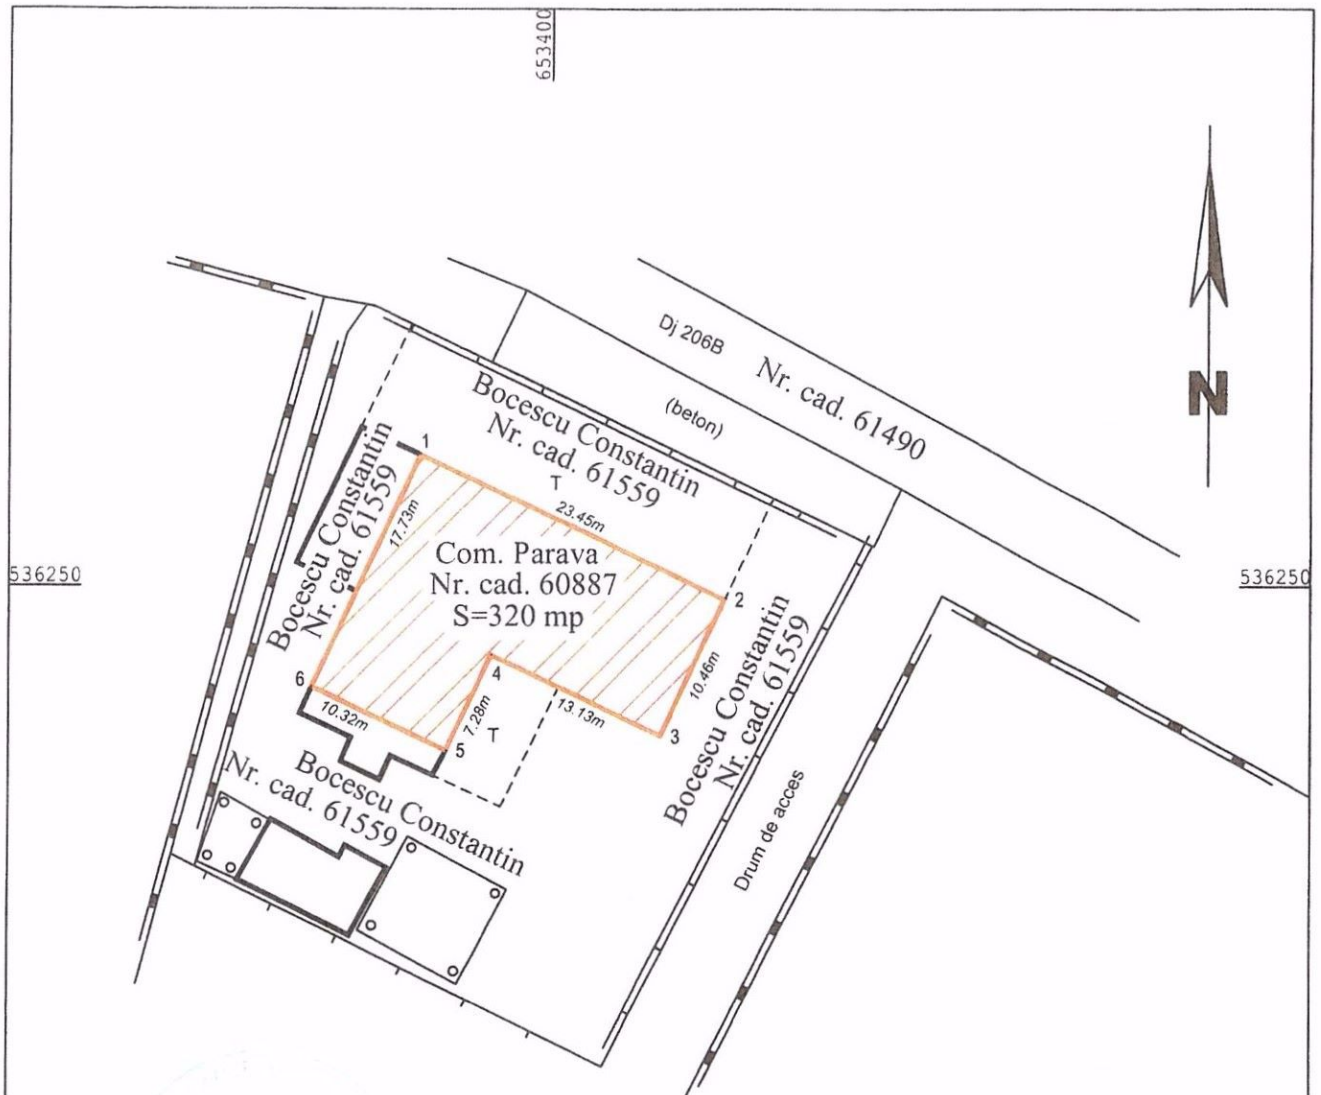 653400
Dj 206B
Nr. cad. 61490
(beton)
N
Bocescu Constantin
Nr. cad. 61559
T
23.45m
1
Bocescu Constantin
Nr. cad. 61559
17.73m
Com. Parava
Nr. cad. 60887
S=320 mp
536250
536250
2
10.46m
Bocescu Constantin
Nr. cad. 61559
4
13.13m
3
6
10.32m
7.28m
T
5
Bocescu Constantin
Nr. cad. 61559
Drum de acces